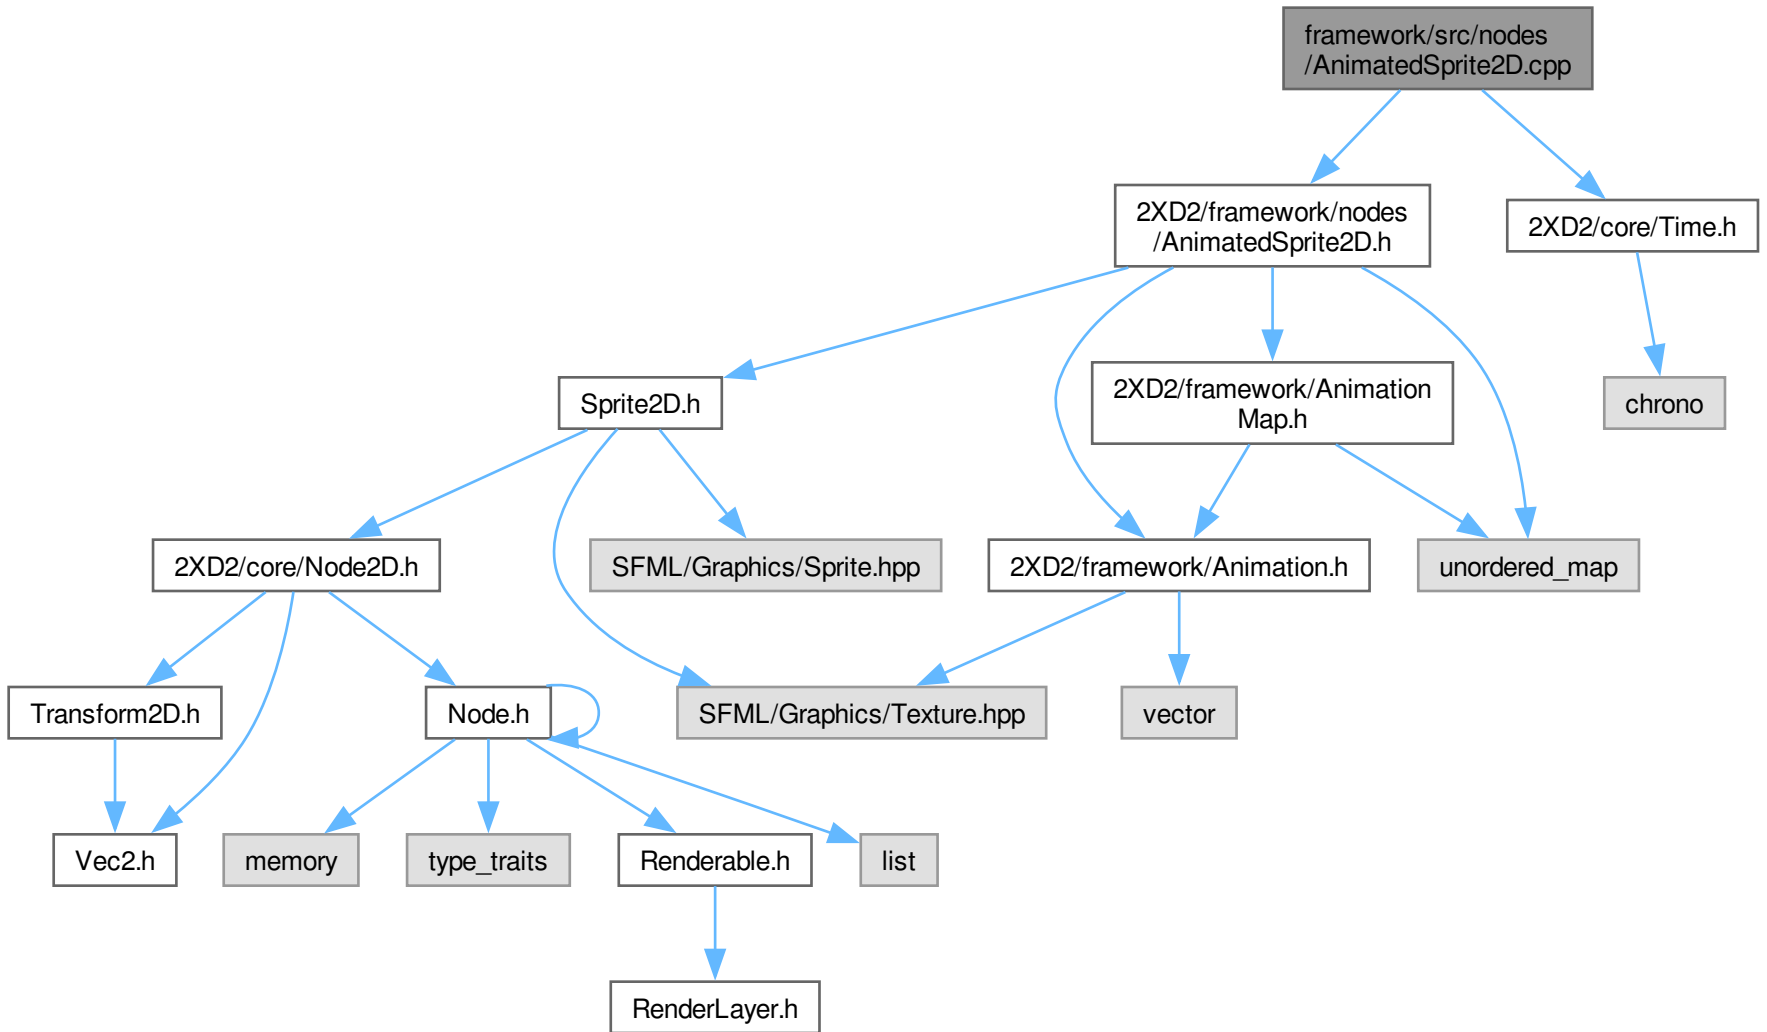 framework/src/nodes
/AnimatedSprite2D.cpp
2XD2/framework/nodes
/AnimatedSprite2D.h
2XD2/core/Time.h
Sprite2D.h
2XD2/framework/Animation
Map.h
chrono
2XD2/core/Node2D.h
SFML/Graphics/Sprite.hpp
2XD2/framework/Animation.h
unordered_map
Transform2D.h
Node.h
SFML/Graphics/Texture.hpp
vector
Vec2.h
memory
type_traits
Renderable.h
list
RenderLayer.h